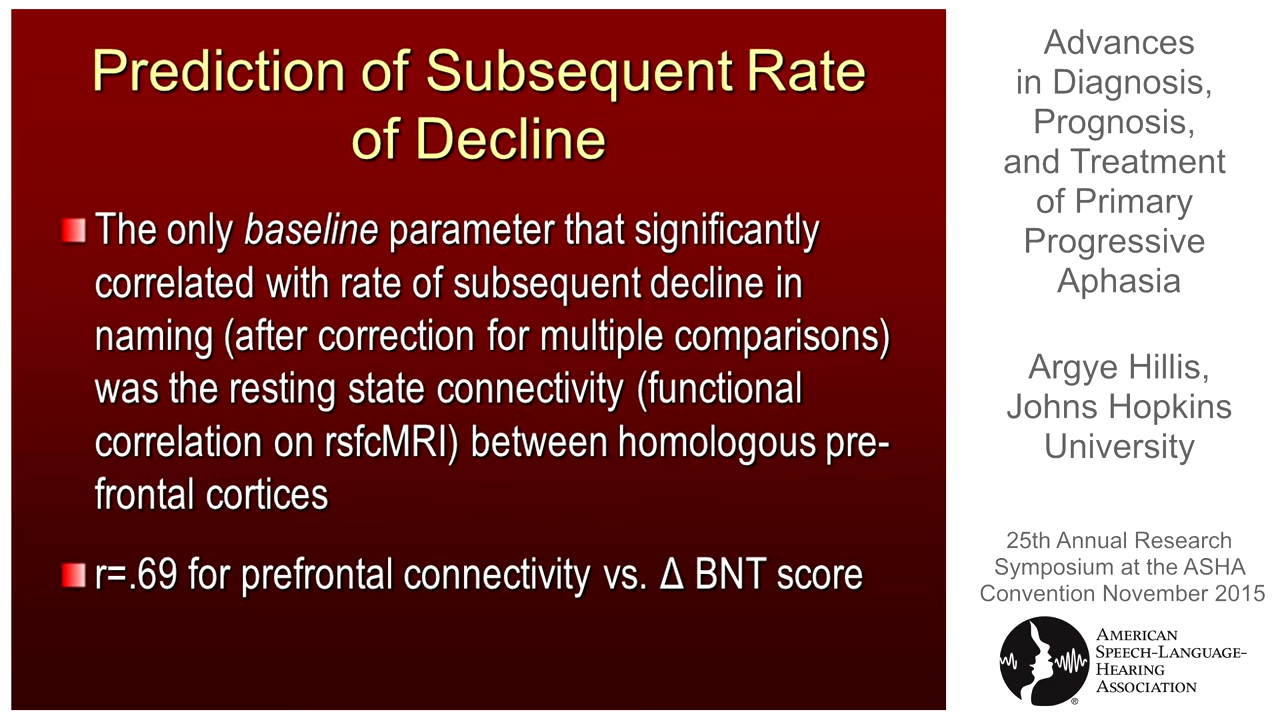 Prediction of Subsequent Rate
of Decline
The only baseline parameter that significantly
correlated with rate of subsequent decline in
naming (after correction for multiple comparisons)
was the resting state connectivity (functional
correlation on rsfcMRI) between homologous pre-
frontal cortices
r=.69 for prefrontal connectivity vs. Δ BNT score
Advances
in Diagnosis,
Prognosis,
and Treatment
of Primary
Progressive
Aphasia
Argye Hillis,
Johns Hopkins
University
25th Annual Research
Symposium at the ASHA
Convention November 2015
American
Speech-Language-
Hearing
Association
®